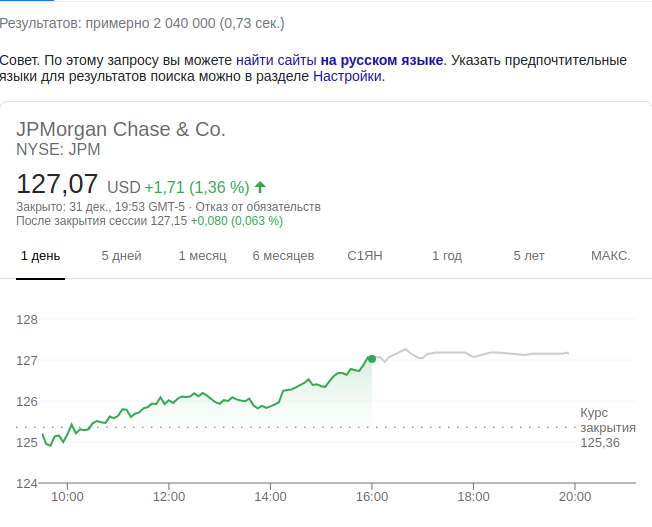 Результатов: примерно 2 040 000 (0,73 сек.)
Совет. По этому запросу вы можете найти сайты на русском языке. Указать предпочтительные
языки для результатов поиска можно в разделе Настройки.
JPMorgan Chase & Co.
NYSE: JPM
127,07 USD +1,71 (1,36 %)
Закрыто: 31 дек., 19:53 GMT-5 · Отказ от обязательств
После закрытия сессии 127,15 +0,080 (0,063 %)
1 день 5 дней 1 месяц 6 месяцев С1ЯН 1 год 5 лет МАКС.
128
127
126
125
124
Курс
закрытия
125,36
10:00 12:00 14:00 16:00 18:00 20:00